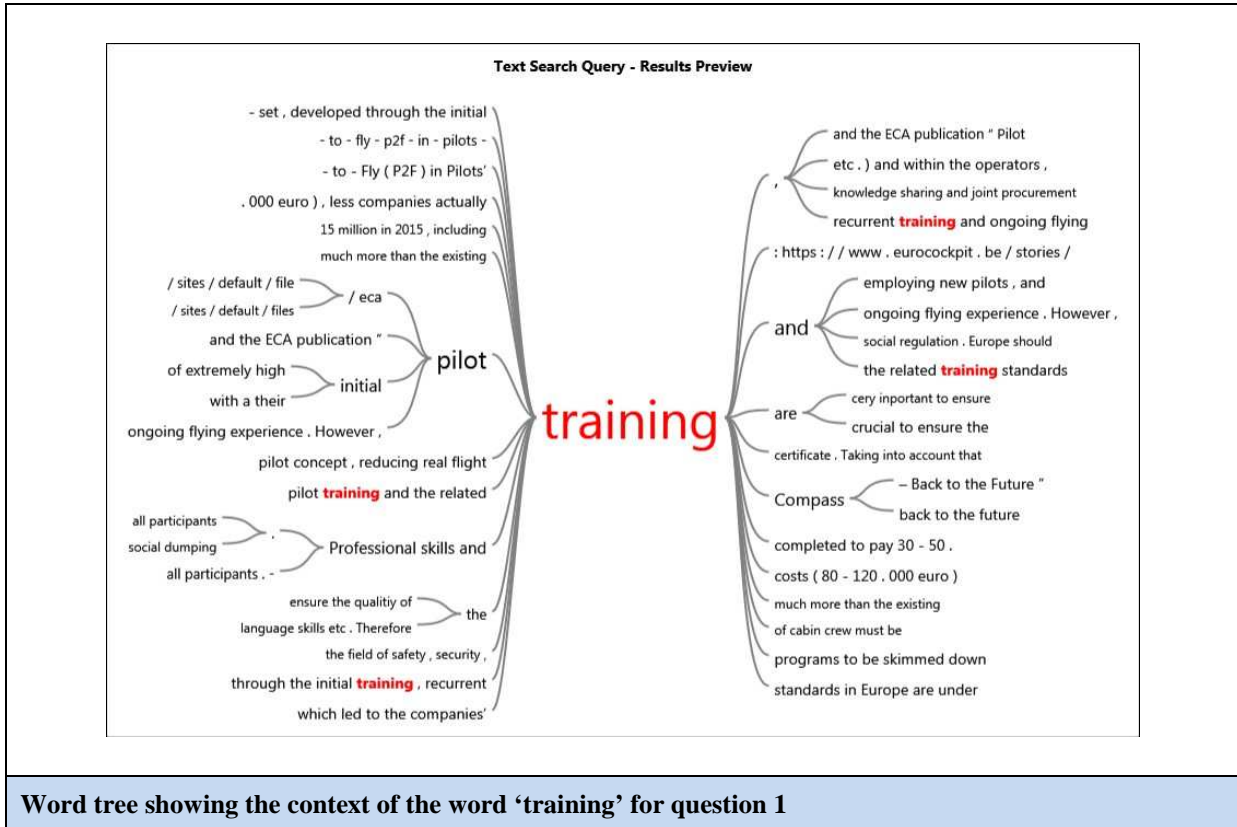 Text Search Query - Results Preview
- set , developed through the initial
- to - fly - p2f - in - pilots -
- to - Fly ( P2F ) in Pilots'
. 000 euro ) , less companies actually
15 million in 2015 , including
much more than the existing
/ sites / default / file
/ sites / default / files
/ eca
and the ECA publication "
of extremely high
with a their
initial
ongoing flying experience . However ,
pilot
pilot concept , reducing real flight
pilot training and the related
all participants
social dumping
.
all participants . -
Professional skills and
ensure the qualitiy of
language skills etc . Therefore
the
the field of safety , security ,
through the initial training , recurrent
which led to the companies'
training
,
and the ECA publication " Pilot
etc . ) and within the operators ,
knowledge sharing and joint procurement
recurrent training and ongoing flying
: https : / / www . eurocockpit . be / stories /
and
employing new pilots , and
ongoing flying experience . However ,
social regulation . Europe should
the related training standards
are
cery inportant to ensure
crucial to ensure the
certificate . Taking into account that
Compass
– Back to the Future "
back to the future
completed to pay 30 - 50 .
costs ( 80 - 120 . 000 euro )
much more than the existing
of cabin crew must be
programs to be skimmed down
standards in Europe are under
Word tree showing the context of the word ‘training’ for question 1